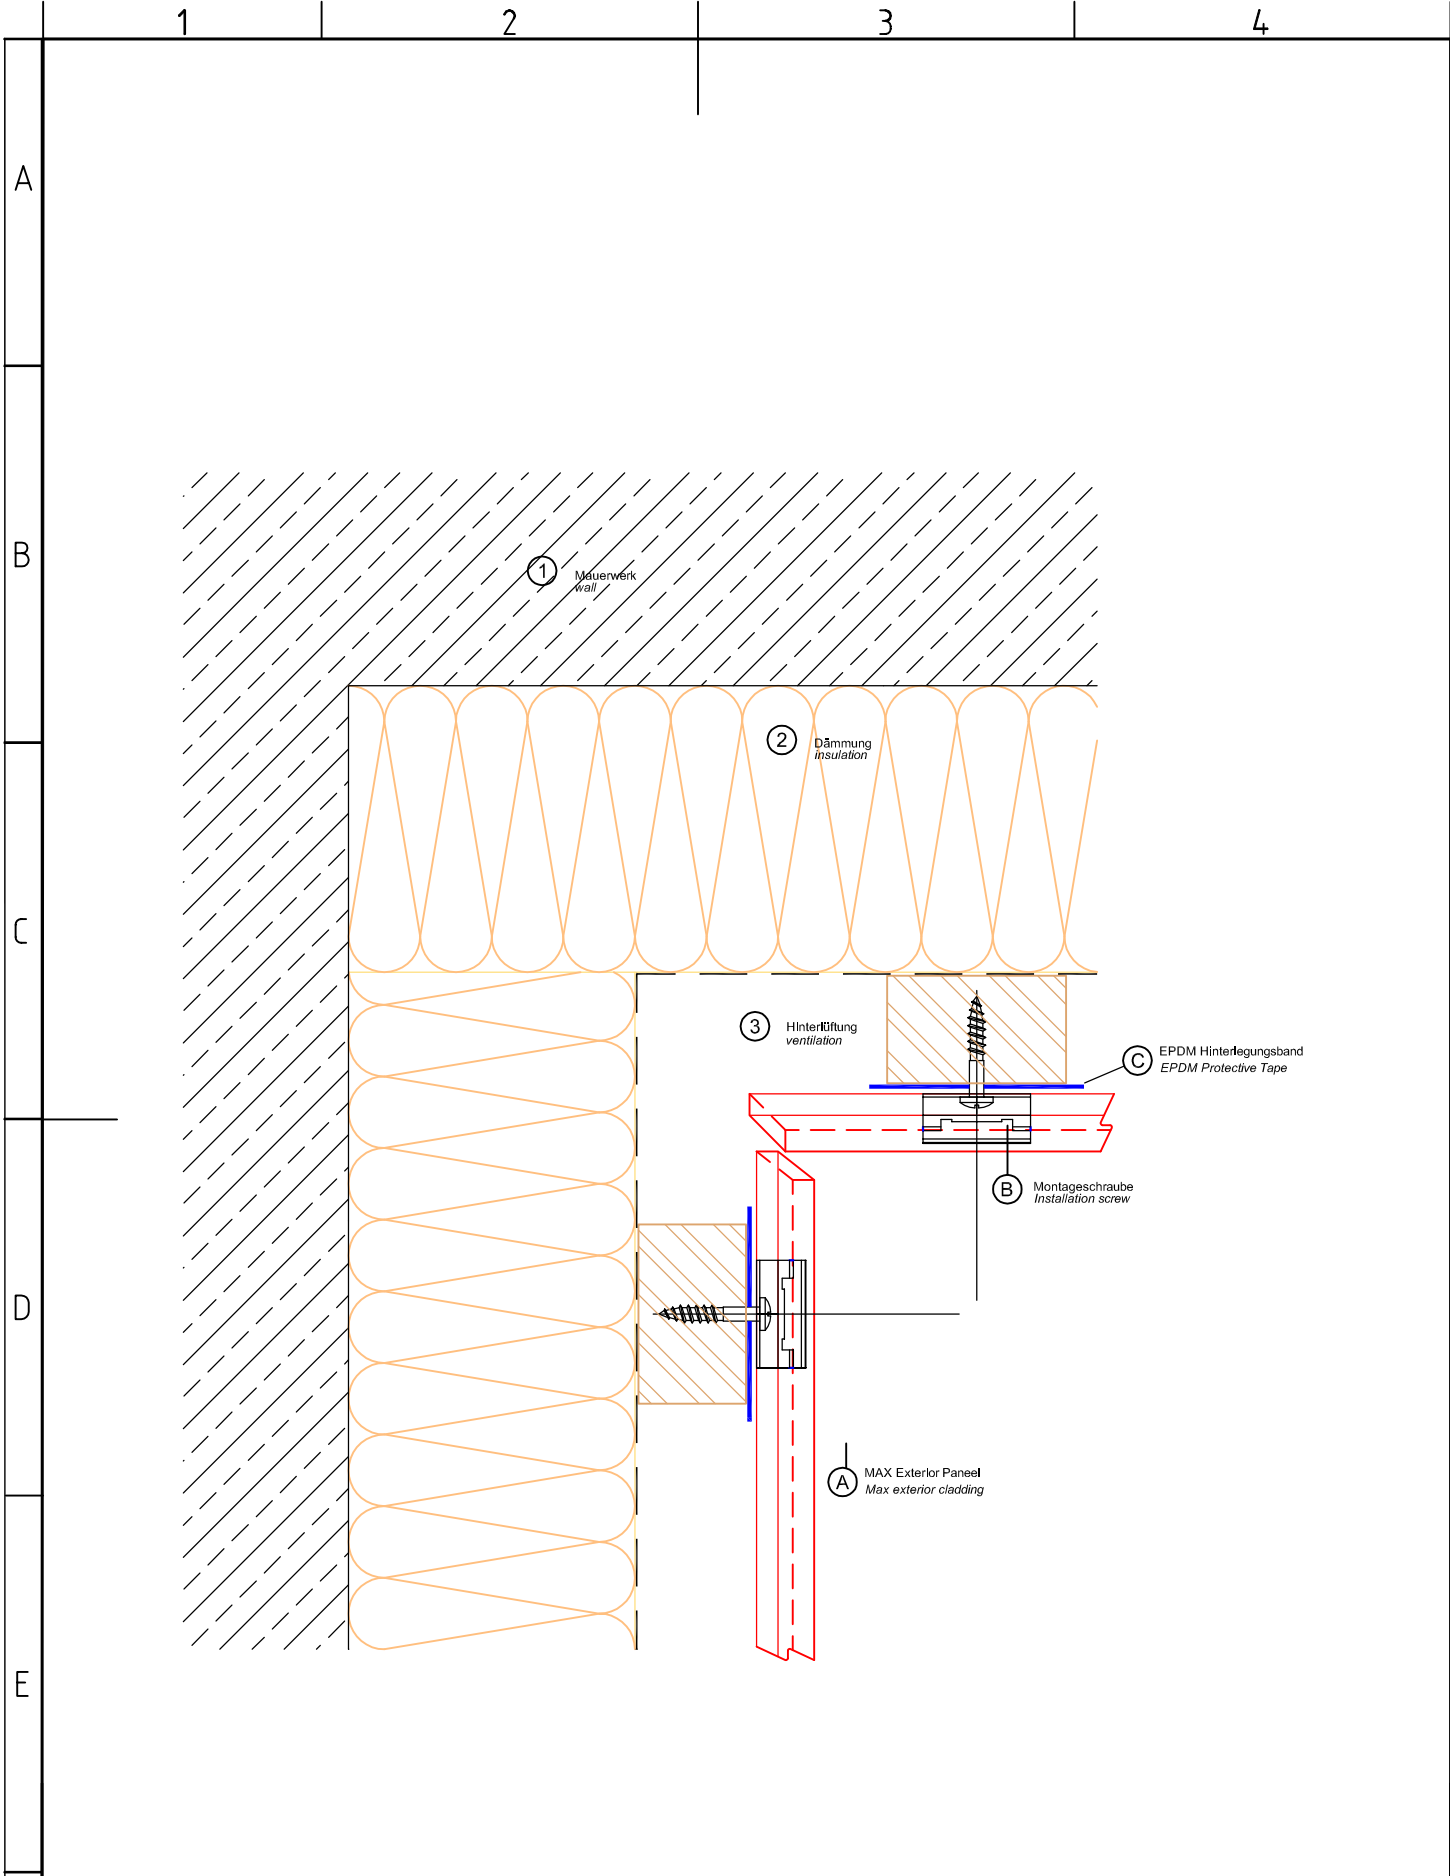 1 2 3 4
A
B
1 Mauerwerk
wall
2 Dämmung
insulation
C
3 Hinterlüftung
ventilation
C EPDM Hinterlegungsband
EPDM Protective Tape
B Montageschraube
Installation screw
D
A MAX Exterior Paneel
Max exterior cladding
E